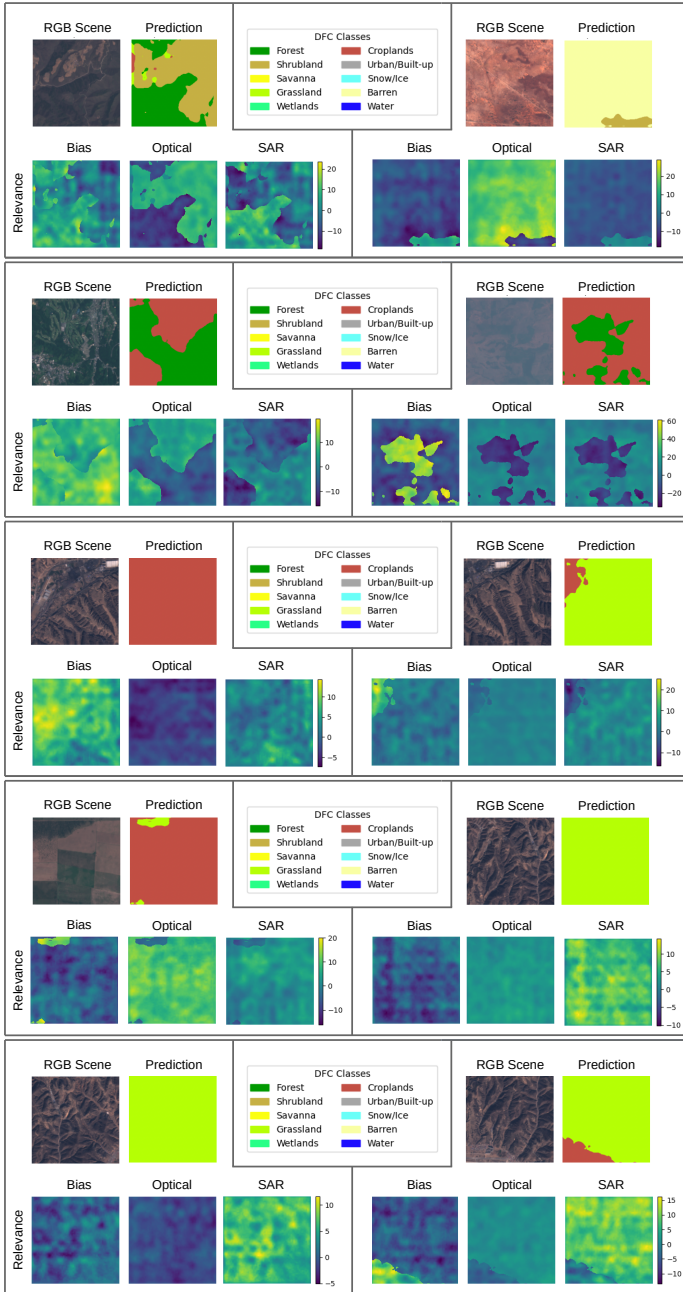 RGB Scene Prediction RGB Scene Prediction
DFC Classes
Forest Croplands
Shrubland Urban/Built-up
Savanna Snow/Ice
Grassland Barren
Wetlands Water
Bias Optical SAR Bias Optical SAR
Relevance
20
10
0
−10
20
10
0
−10
RGB Scene Prediction RGB Scene Prediction
DFC Classes
Forest Croplands
Shrubland Urban/Built-up
Savanna Snow/Ice
Grassland Barren
Wetlands Water
Bias Optical SAR Bias Optical SAR
Relevance
10
0
−10
60
40
20
0
−20
RGB Scene Prediction RGB Scene Prediction
DFC Classes
Forest Croplands
Shrubland Urban/Built-up
Savanna Snow/Ice
Grassland Barren
Wetlands Water
Bias Optical SAR Bias Optical SAR
Relevance
10
5
0
−5
20
10
0
−10
RGB Scene Prediction RGB Scene Prediction
DFC Classes
Forest Croplands
Shrubland Urban/Built-up
Savanna Snow/Ice
Grassland Barren
Wetlands Water
Bias Optical SAR Bias Optical SAR
Relevance
20
10
0
−10
10
5
0
−5
−10
RGB Scene Prediction RGB Scene Prediction
DFC Classes
Forest Croplands
Shrubland Urban/Built-up
Savanna Snow/Ice
Grassland Barren
Wetlands Water
Bias Optical SAR Bias Optical SAR
Relevance
10
5
0
−5
15
10
5
0
−5
−10